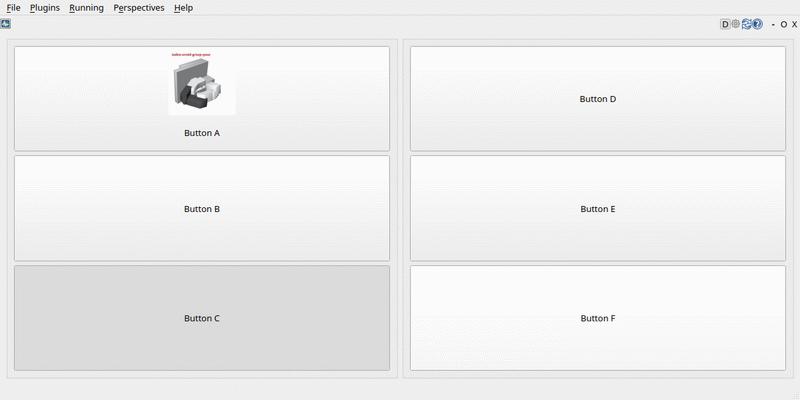 File Plugins Running Perspectives Help
D - O X
Button A
Button B
Button C
Button D
Button E
Button F